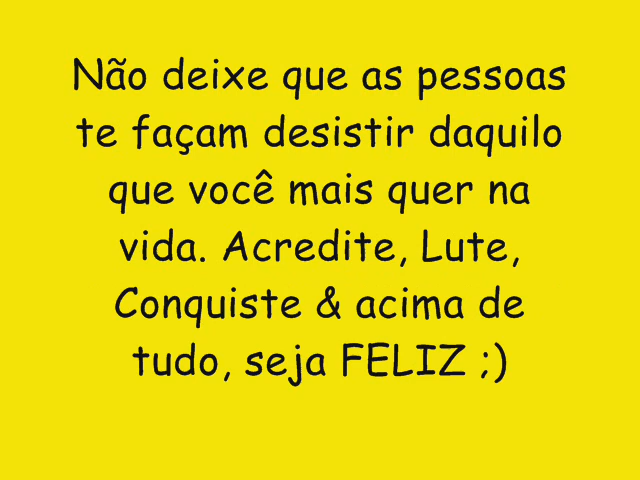 Não deixe que as pessoas
te façam desistir daquilo
que você mais quer na
vida. Acredite, Lute,
Conquiste & acima de
tudo, seja FELIZ ;)